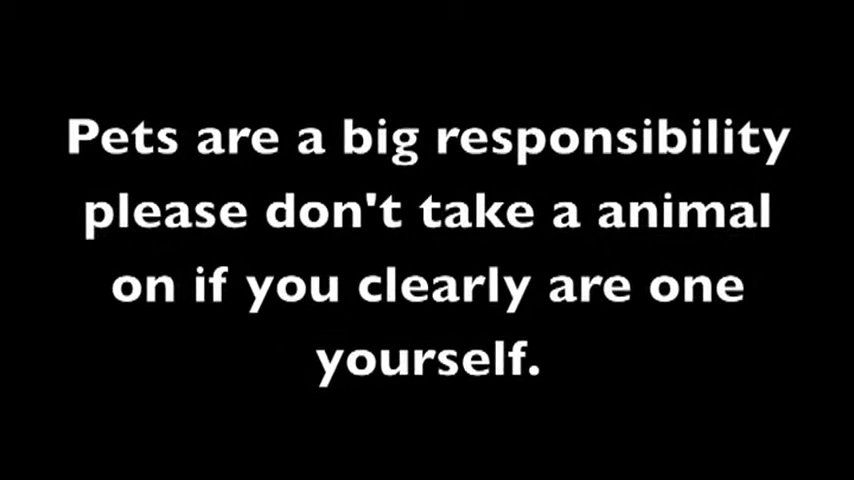 Pets are a big responsibility
please don't take a animal
on if you clearly are one
yourself.